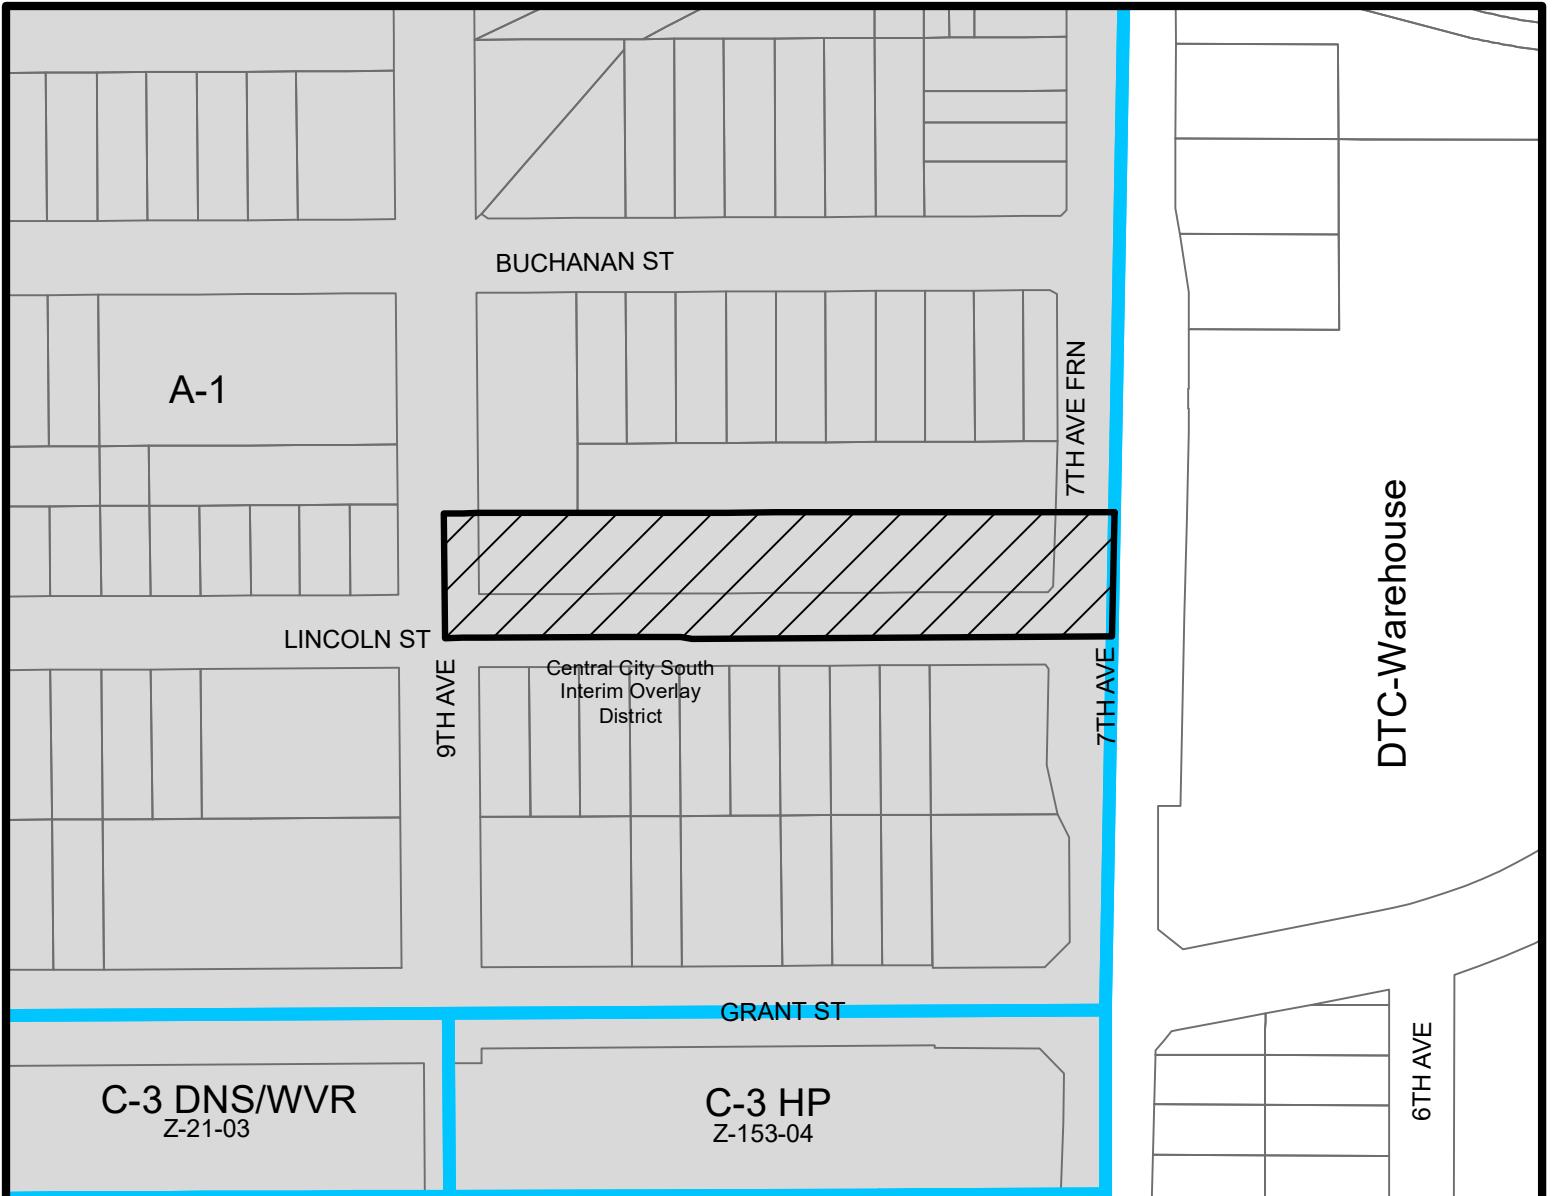 BUCHANAN ST
A-1
7TH AVE FRN
DTC-Warehouse
LINCOLN ST
9TH AVE
Central City South
Interim Overlay
District
7TH AVE
GRANT ST
C-3 DNS/WVR
Z-21-03
C-3 HP
Z-153-04
6TH AVE